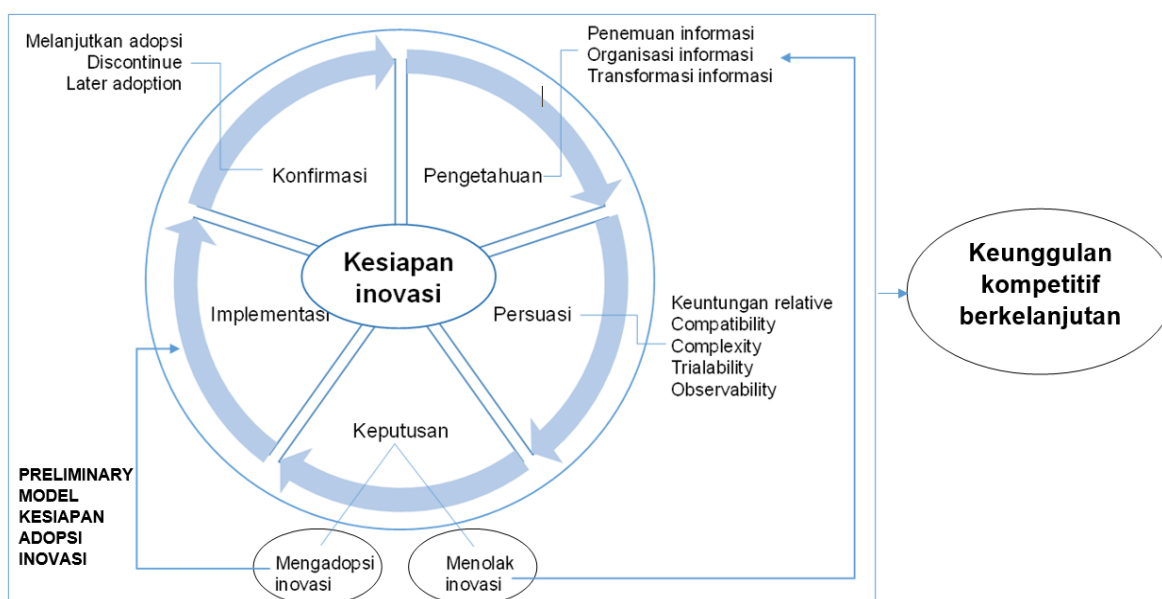 Melanjutkan adopsi
Discontinue
Later adoption
Penemuan informasi
Organisasi informasi
Transformasi informasi
Konfirmasi
Pengetahuan
Kesiapan
inovasi
Implementasi
Persuasi
Keuntungan relative
Compatibility
Complexity
Trialability
Observability
Keunggulan
kompetitif
berkelanjutan
Keputusan
PRELIMINARY
MODEL
KESIAPAN
ADOPSI
INOVASI
Mengadopsi
inovasi
Menolak
inovasi